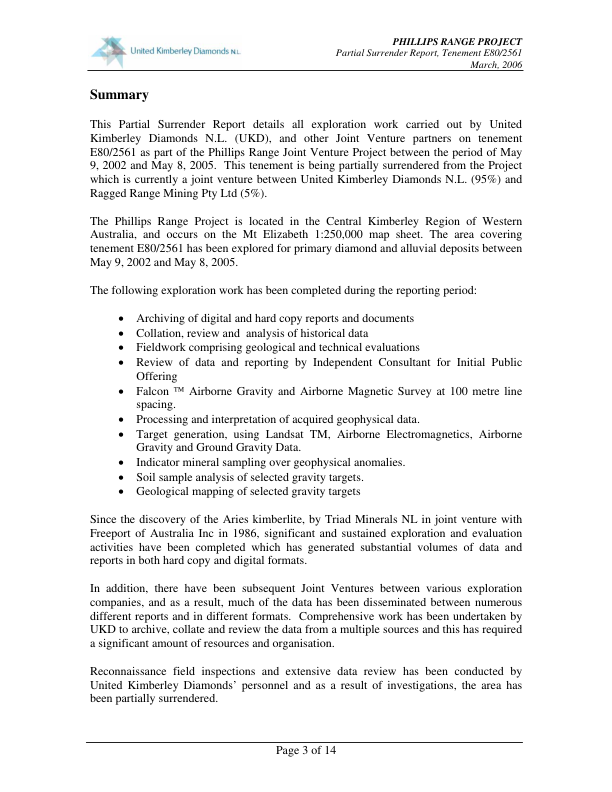 United Kimberley Diamonds N.L.
PHILLIPS RANGE PROJECT
Partial Surrender Report, Tenement E80/2561
March, 2006
Summary
This Partial Surrender Report details all exploration work carried out by United
Kimberley Diamonds N.L. (UKD), and other Joint Venture partners on tenement
E80/2561 as part of the Phillips Range Joint Venture Project between the period of May
9, 2002 and May 8, 2005. This tenement is being partially surrendered from the Project
which is currently a joint venture between United Kimberley Diamonds N.L. (95%) and
Ragged Range Mining Pty Ltd (5%).
The Phillips Range Project is located in the Central Kimberley Region of Western
Australia, and occurs on the Mt Elizabeth 1:250,000 map sheet. The area covering
tenement E80/2561 has been explored for primary diamond and alluvial deposits between
May 9, 2002 and May 8, 2005.
The following exploration work has been completed during the reporting period:
• Archiving of digital and hard copy reports and documents
• Collation, review and analysis of historical data
• Fieldwork comprising geological and technical evaluations
• Review of data and reporting by Independent Consultant for Initial Public
Offering
• Falcon ™ Airborne Gravity and Airborne Magnetic Survey at 100 metre line
spacing.
• Processing and interpretation of acquired geophysical data.
• Target generation, using Landsat TM, Airborne Electromagnetics, Airborne
Gravity and Ground Gravity Data.
• Indicator mineral sampling over geophysical anomalies.
• Soil sample analysis of selected gravity targets.
• Geological mapping of selected gravity targets
Since the discovery of the Aries kimberlite, by Triad Minerals NL in joint venture with
Freeport of Australia Inc in 1986, significant and sustained exploration and evaluation
activities have been completed which has generated substantial volumes of data and
reports in both hard copy and digital formats.
In addition, there have been subsequent Joint Ventures between various exploration
companies, and as a result, much of the data has been disseminated between numerous
different reports and in different formats. Comprehensive work has been undertaken by
UKD to archive, collate and review the data from a multiple sources and this has required
a significant amount of resources and organisation.
Reconnaissance field inspections and extensive data review has been conducted by
United Kimberley Diamonds' personnel and as a result of investigations, the area has
been partially surrendered.
Page 3 of 14